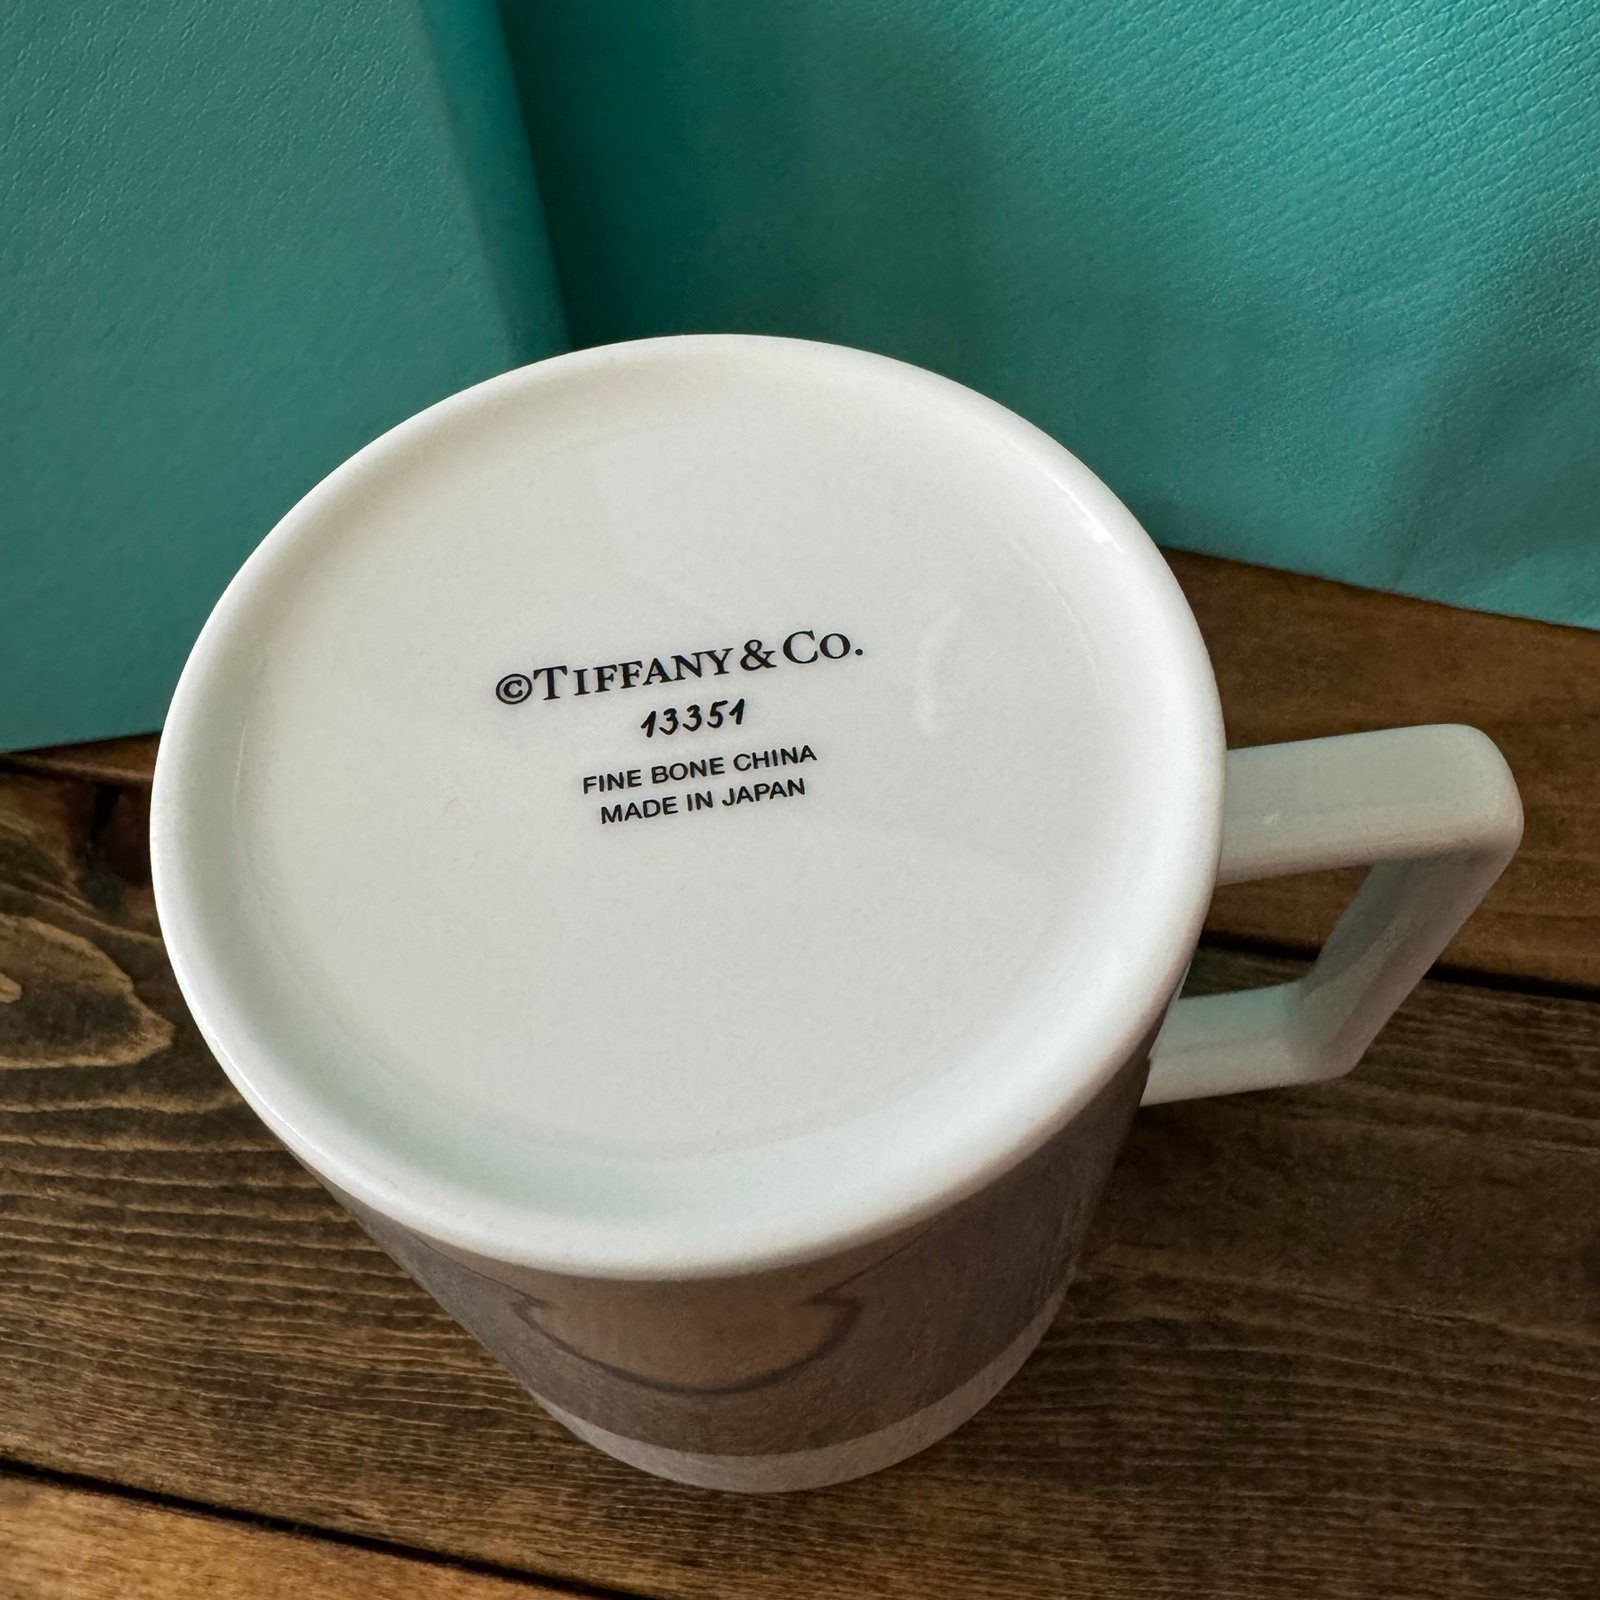 ©TIFFANY & CO.
13351
FINE BONE CHINA
MADE IN JAPAN